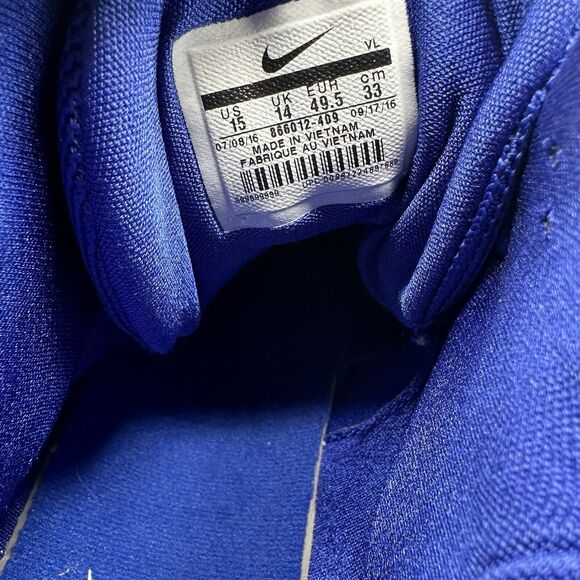 VL
US UK EUR cm
15 14 49.5 33
07/08/16 866012-409 09/17/16
MADE IN VIETNAM
FABRIQUE AU VIETNAM